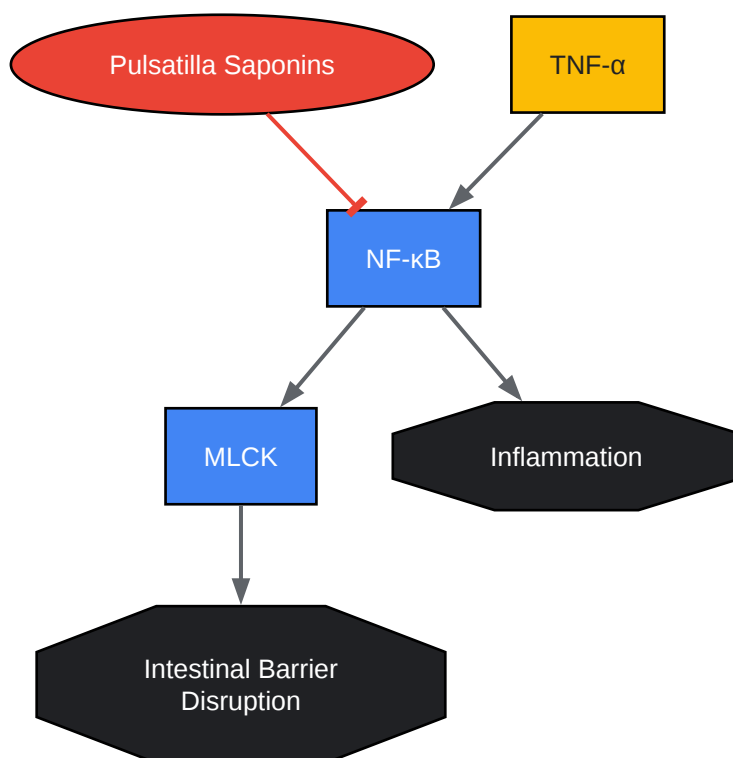 Pulsatilla Saponins
TNF-α
NF-κB
MLCK
Inflammation
Intestinal Barrier
Disruption